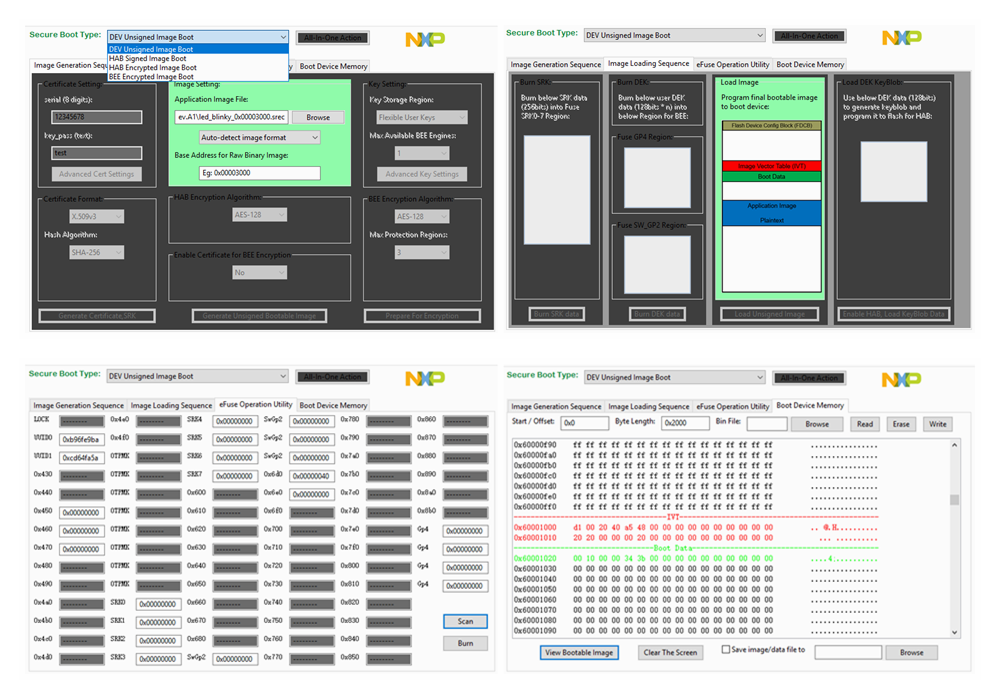 Secure Boot Type: DEV Unsigned Image Boot All-In-One Action NXP
DEV Unsigned Image Boot
HAB Signed Image Boot
HAB Encrypted Image Boot
BEE Encrypted Image Boot
Image Generation Sequ y Boot Device Memory
Certificate Setting:
serial (8 digits):
12345678
key_pass (text):
test
Advanced Cert Settings
Image Setting:
Application Image File:
ev.A1\led_blinky_0x00003000.srec Browse
Auto-detect image format
Base Address for Raw Binary Image:
Eg: 0x00003000
Key Setting:
Key Storage Region:
Flexible User Keys
Max Available BEE Engines:
1
Advanced Key Settings
Certificate Format:
X.509v3
Hash Algorithm:
SHA-256
HAB Encryption Algorithm:
AES-128
Enable Certificate for BEE Encryption
No
BEE Encryption Algorithm:
AES-128
Max Protection Regions:
3
Generate Certificate,SRK
Generate Unsigned Bootable Image
Prepare For Encryption
Secure Boot Type: DEV Unsigned Image Boot All-In-One Action NXP
Image Generation Sequence Image Loading Sequence eFuse Operation Utility Boot Device Memory
Burn SRK:
Burn below SRK data
(256bits) into Fuse
SRK0-7 Region:
Burn SRK data
Burn DEK:
Burn below user DEK
data (128bits * n) into
below Region for BEE:
Fuse GP4 Region:
Fuse SW_GP2 Region:
Burn DEK data
Load Image
Program final bootable image
to boot device:
Flash Device Config Block (FDCB)
Image Vector Table (IVT)
Boot Data
Application Image
Plaintext
Load Unsigned Image
Load DEK KeyBlob:
Use below DEK data (128bits)
to generate keyblob and
program it to flash for HAB:
Enable HAB, Load KeyBlob Data
Secure Boot Type: DEV Unsigned Image Boot All-In-One Action NXP
Image Generation Sequence Image Loading Sequence eFuse Operation Utility Boot Device Memory
LOCK -------- 0x4e0 -------- SRK4 0x00000000 SwGp2 0x00000000 0x780 -------- 0x860 --------
UUID0 0xb96fe9ba 0x4f0 -------- SRK5 0x00000000 SwGp2 0x00000000 0x790 -------- 0x870 --------
UUID1 0xcd64fa5a OTPMK -------- SRK6 0x00000000 SwGp2 0x00000000 0x7a0 -------- 0x880 --------
0x430 -------- OTPMK -------- SRK7 0x00000000 0x6d0 0x00000040 0x7b0 -------- 0x890 --------
0x440 -------- OTPMK -------- 0x600 -------- 0x6e0 0x00000000 0x7c0 -------- 0x8a0 --------
0x450 0x00000000 OTPMK -------- 0x610 -------- 0x6f0 -------- 0x7d0 -------- 0x8b0 --------
0x460 0x00000000 OTPMK -------- 0x620 -------- 0x700 -------- 0x7e0 -------- Gp4 0x00000000
0x470 0x00000000 OTPMK -------- 0x630 -------- 0x710 -------- 0x7f0 -------- Gp4 0x00000000
0x480 -------- OTPMK -------- 0x640 -------- 0x720 -------- 0x800 -------- Gp4 0x00000000
0x490 -------- OTPMK -------- 0x650 -------- 0x730 -------- 0x810 -------- Gp4 0x00000000
0x4a0 -------- SRK0 0x00000000 0x660 -------- 0x740 -------- 0x820 --------
0x4b0 -------- SRK1 0x00000000 0x670 -------- 0x750 -------- 0x830 -------- Scan
0x4c0 -------- SRK2 0x00000000 0x680 -------- 0x760 -------- 0x840 -------- Burn
0x4d0 -------- SRK3 0x00000000 SwGp2 0x00000000 0x770 -------- 0x850 --------
Secure Boot Type: DEV Unsigned Image Boot All-In-One Action NXP
Image Generation Sequence Image Loading Sequence eFuse Operation Utility Boot Device Memory
Start / Offset: 0x0 Byte Length: 0x2000 Bin File: Browse Read Erase Write
0x60000f90 ff ff ff ff ff ff ff ff ff ff ff ff ff ff ff ff ................
0x60000fa0 ff ff ff ff ff ff ff ff ff ff ff ff ff ff ff ff ................
0x60000fb0 ff ff ff ff ff ff ff ff ff ff ff ff ff ff ff ff ................
0x60000fc0 ff ff ff ff ff ff ff ff ff ff ff ff ff ff ff ff ................
0x60000fd0 ff ff ff ff ff ff ff ff ff ff ff ff ff ff ff ff ................
0x60000fe0 ff ff ff ff ff ff ff ff ff ff ff ff ff ff ff ff ................
0x60000ff0 ff ff ff ff ff ff ff ff ff ff ff ff ff ff ff ff ................
IVT
0x60001000 d1 00 20 40 a5 48 00 00 00 00 00 00 00 00 00 00 .. @.H..........
0x60001010 20 20 00 00 00 20 00 00 00 00 00 00 00 00 00 00 ... ..........
Boot Data
0x60001020 00 10 00 00 34 3b 00 00 00 00 00 00 00 00 00 00
0x60001030 00 00 00 00 00 00 00 00 00 00 00 00 00 00 00 00 ................
0x60001040 00 00 00 00 00 00 00 00 00 00 00 00 00 00 00 00 ................
0x60001050 00 00 00 00 00 00 00 00 00 00 00 00 00 00 00 00 ................
0x60001060 00 00 00 00 00 00 00 00 00 00 00 00 00 00 00 00 ................
0x60001070 00 00 00 00 00 00 00 00 00 00 00 00 00 00 00 00 ................
0x60001080 00 00 00 00 00 00 00 00 00 00 00 00 00 00 00 00 ................
0x60001090 00 00 00 00 00 00 00 00 00 00 00 00 00 00 00 00 ................
View Bootable Image Clear The Screen Save image/data file to Browse